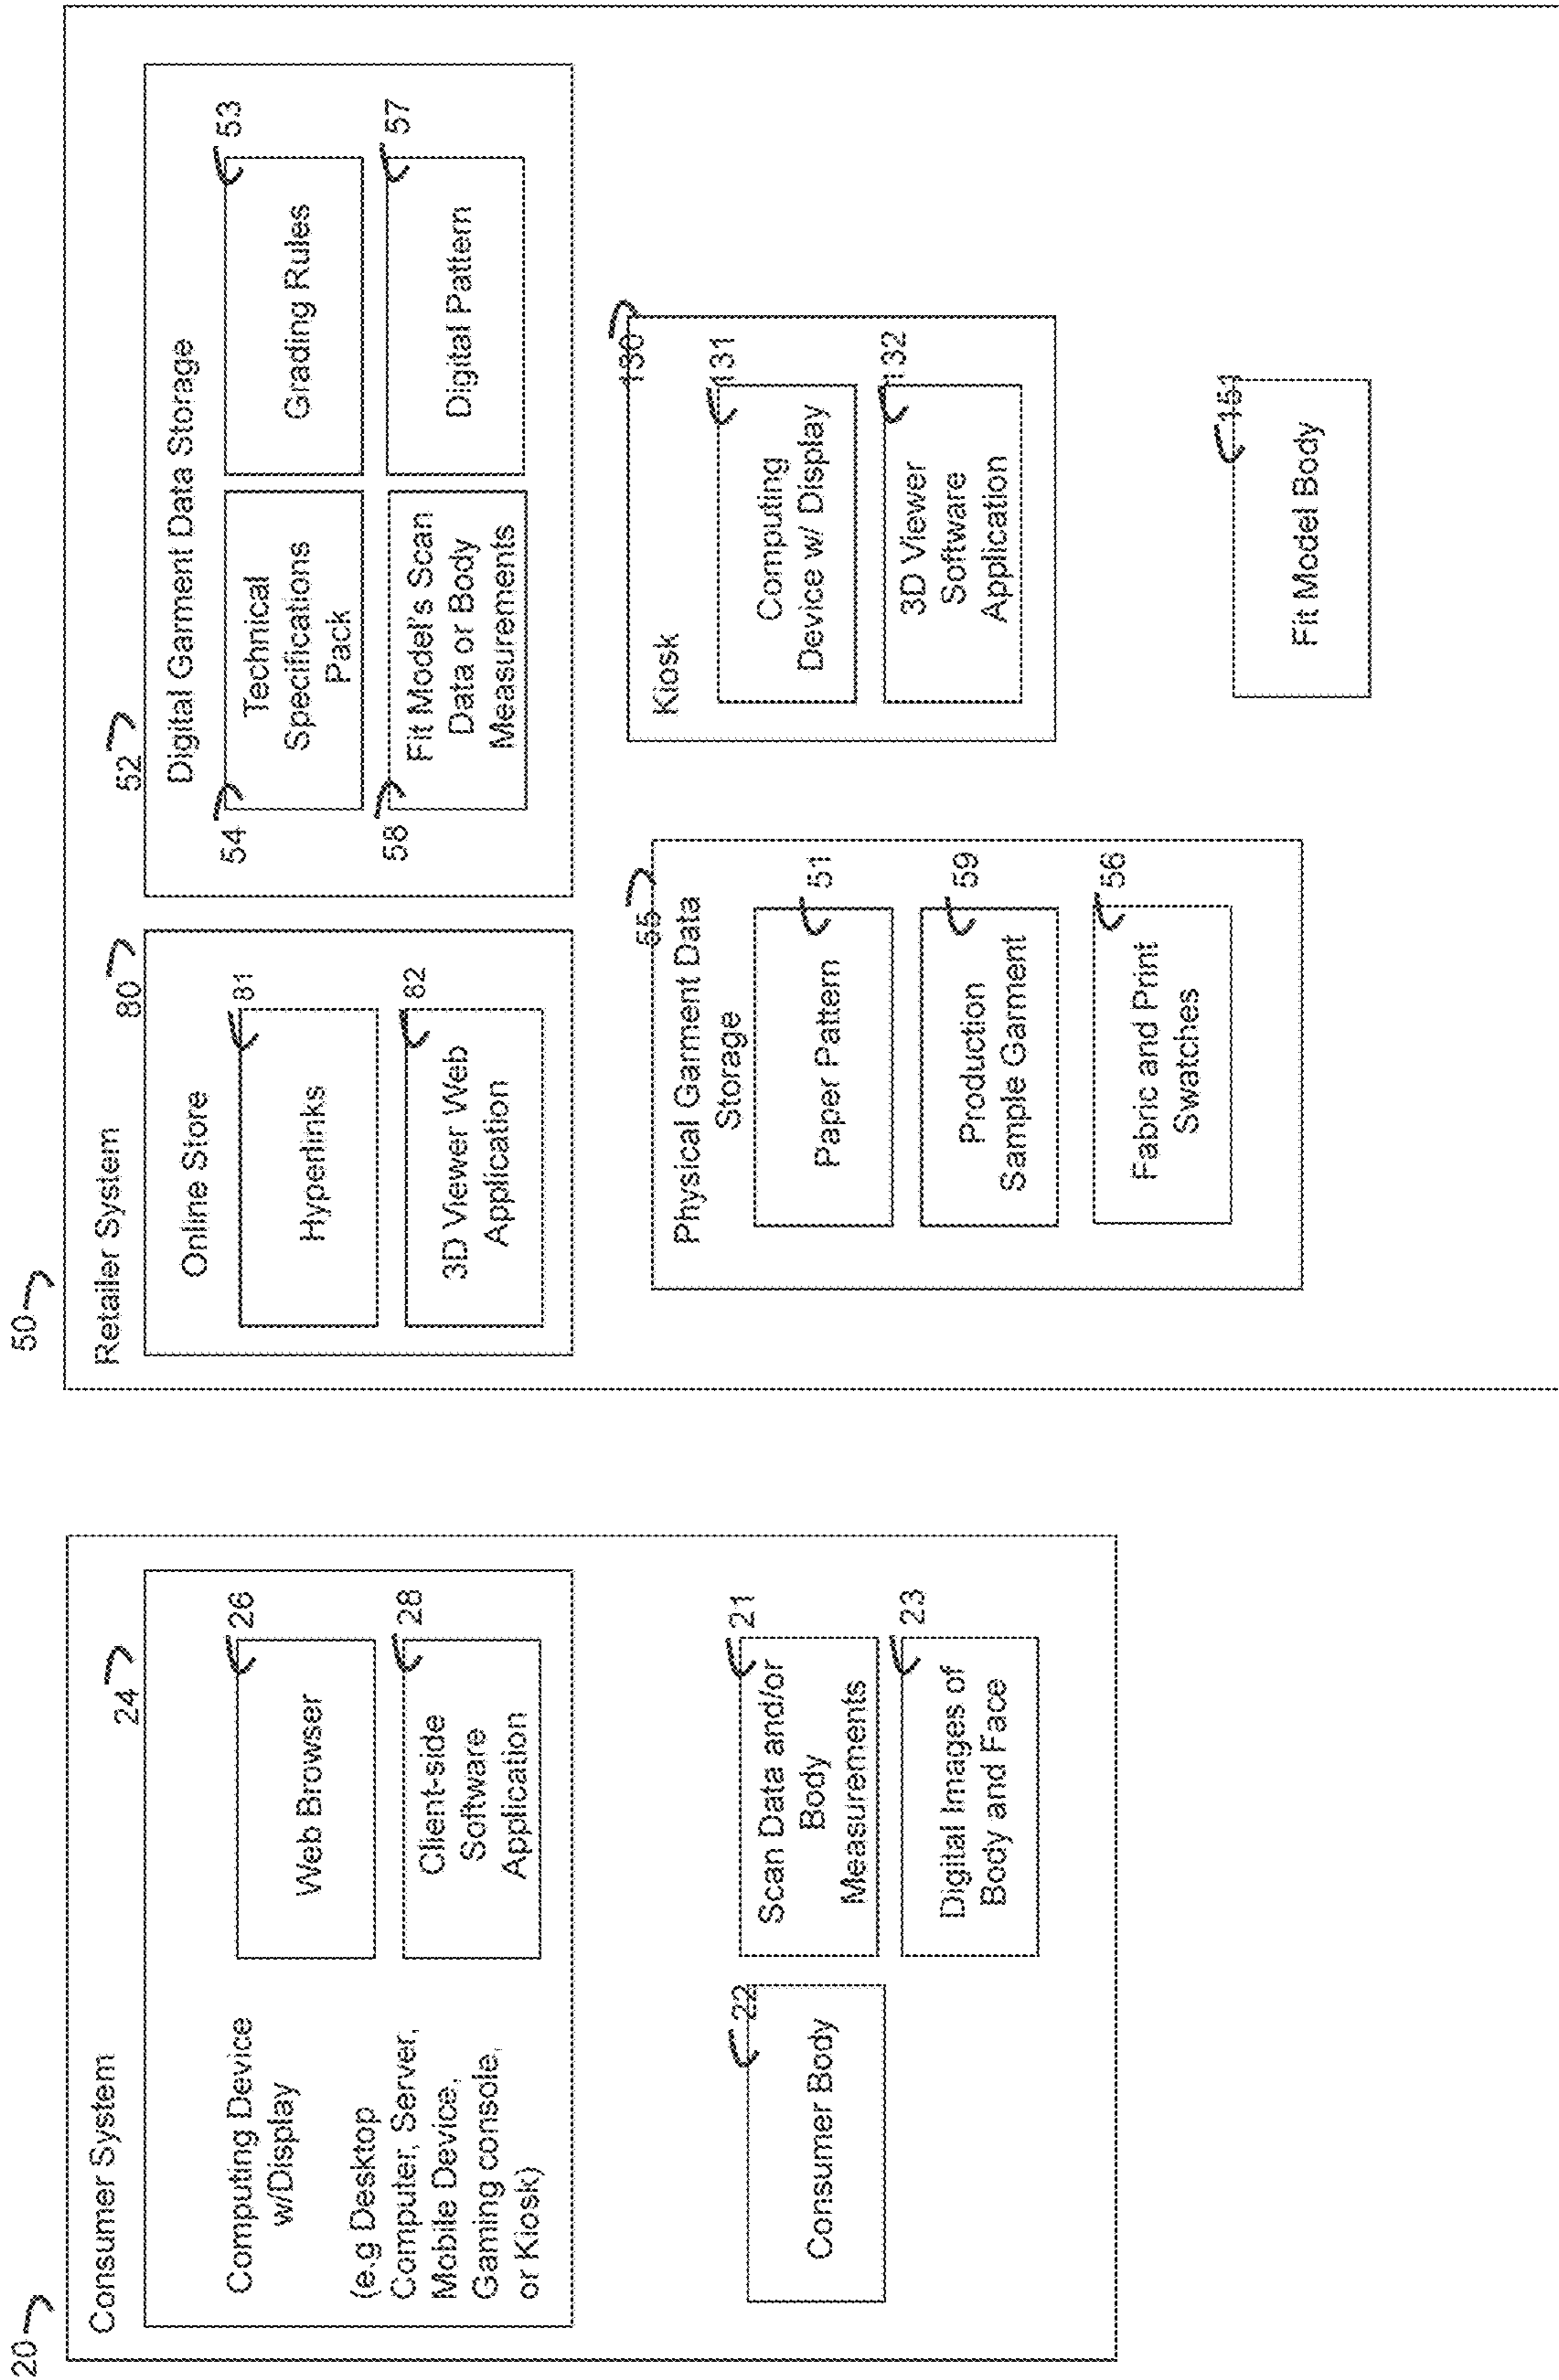 20
Consumer System
24
Computing Device
w/Display
(e.g Desktop
Computer, Server,
Mobile Device,
Gaming console,
or Kiosk)
26
Web Browser
28
Client-side
Software
Application
22
Consumer Body
21
Scan Data and/or
Body
Measurements
23
Digital Images of
Body and Face
50
Retailer System
80
Online Store
81
Hyperlinks
82
3D Viewer Web
Application
52
Digital Garment Data Storage
54
Technical
Specifications
Pack
53
Grading Rules
58
Fit Model's Scan
Data or Body
Measurements
57
Digital Pattern
55
Physical Garment Data
Storage
51
Paper Pattern
59
Production
Sample Garment
56
Fabric and Print
Swatches
130
Kiosk
131
Computing
Device w/ Display
132
3D Viewer
Software
Application
151
Fit Model Body